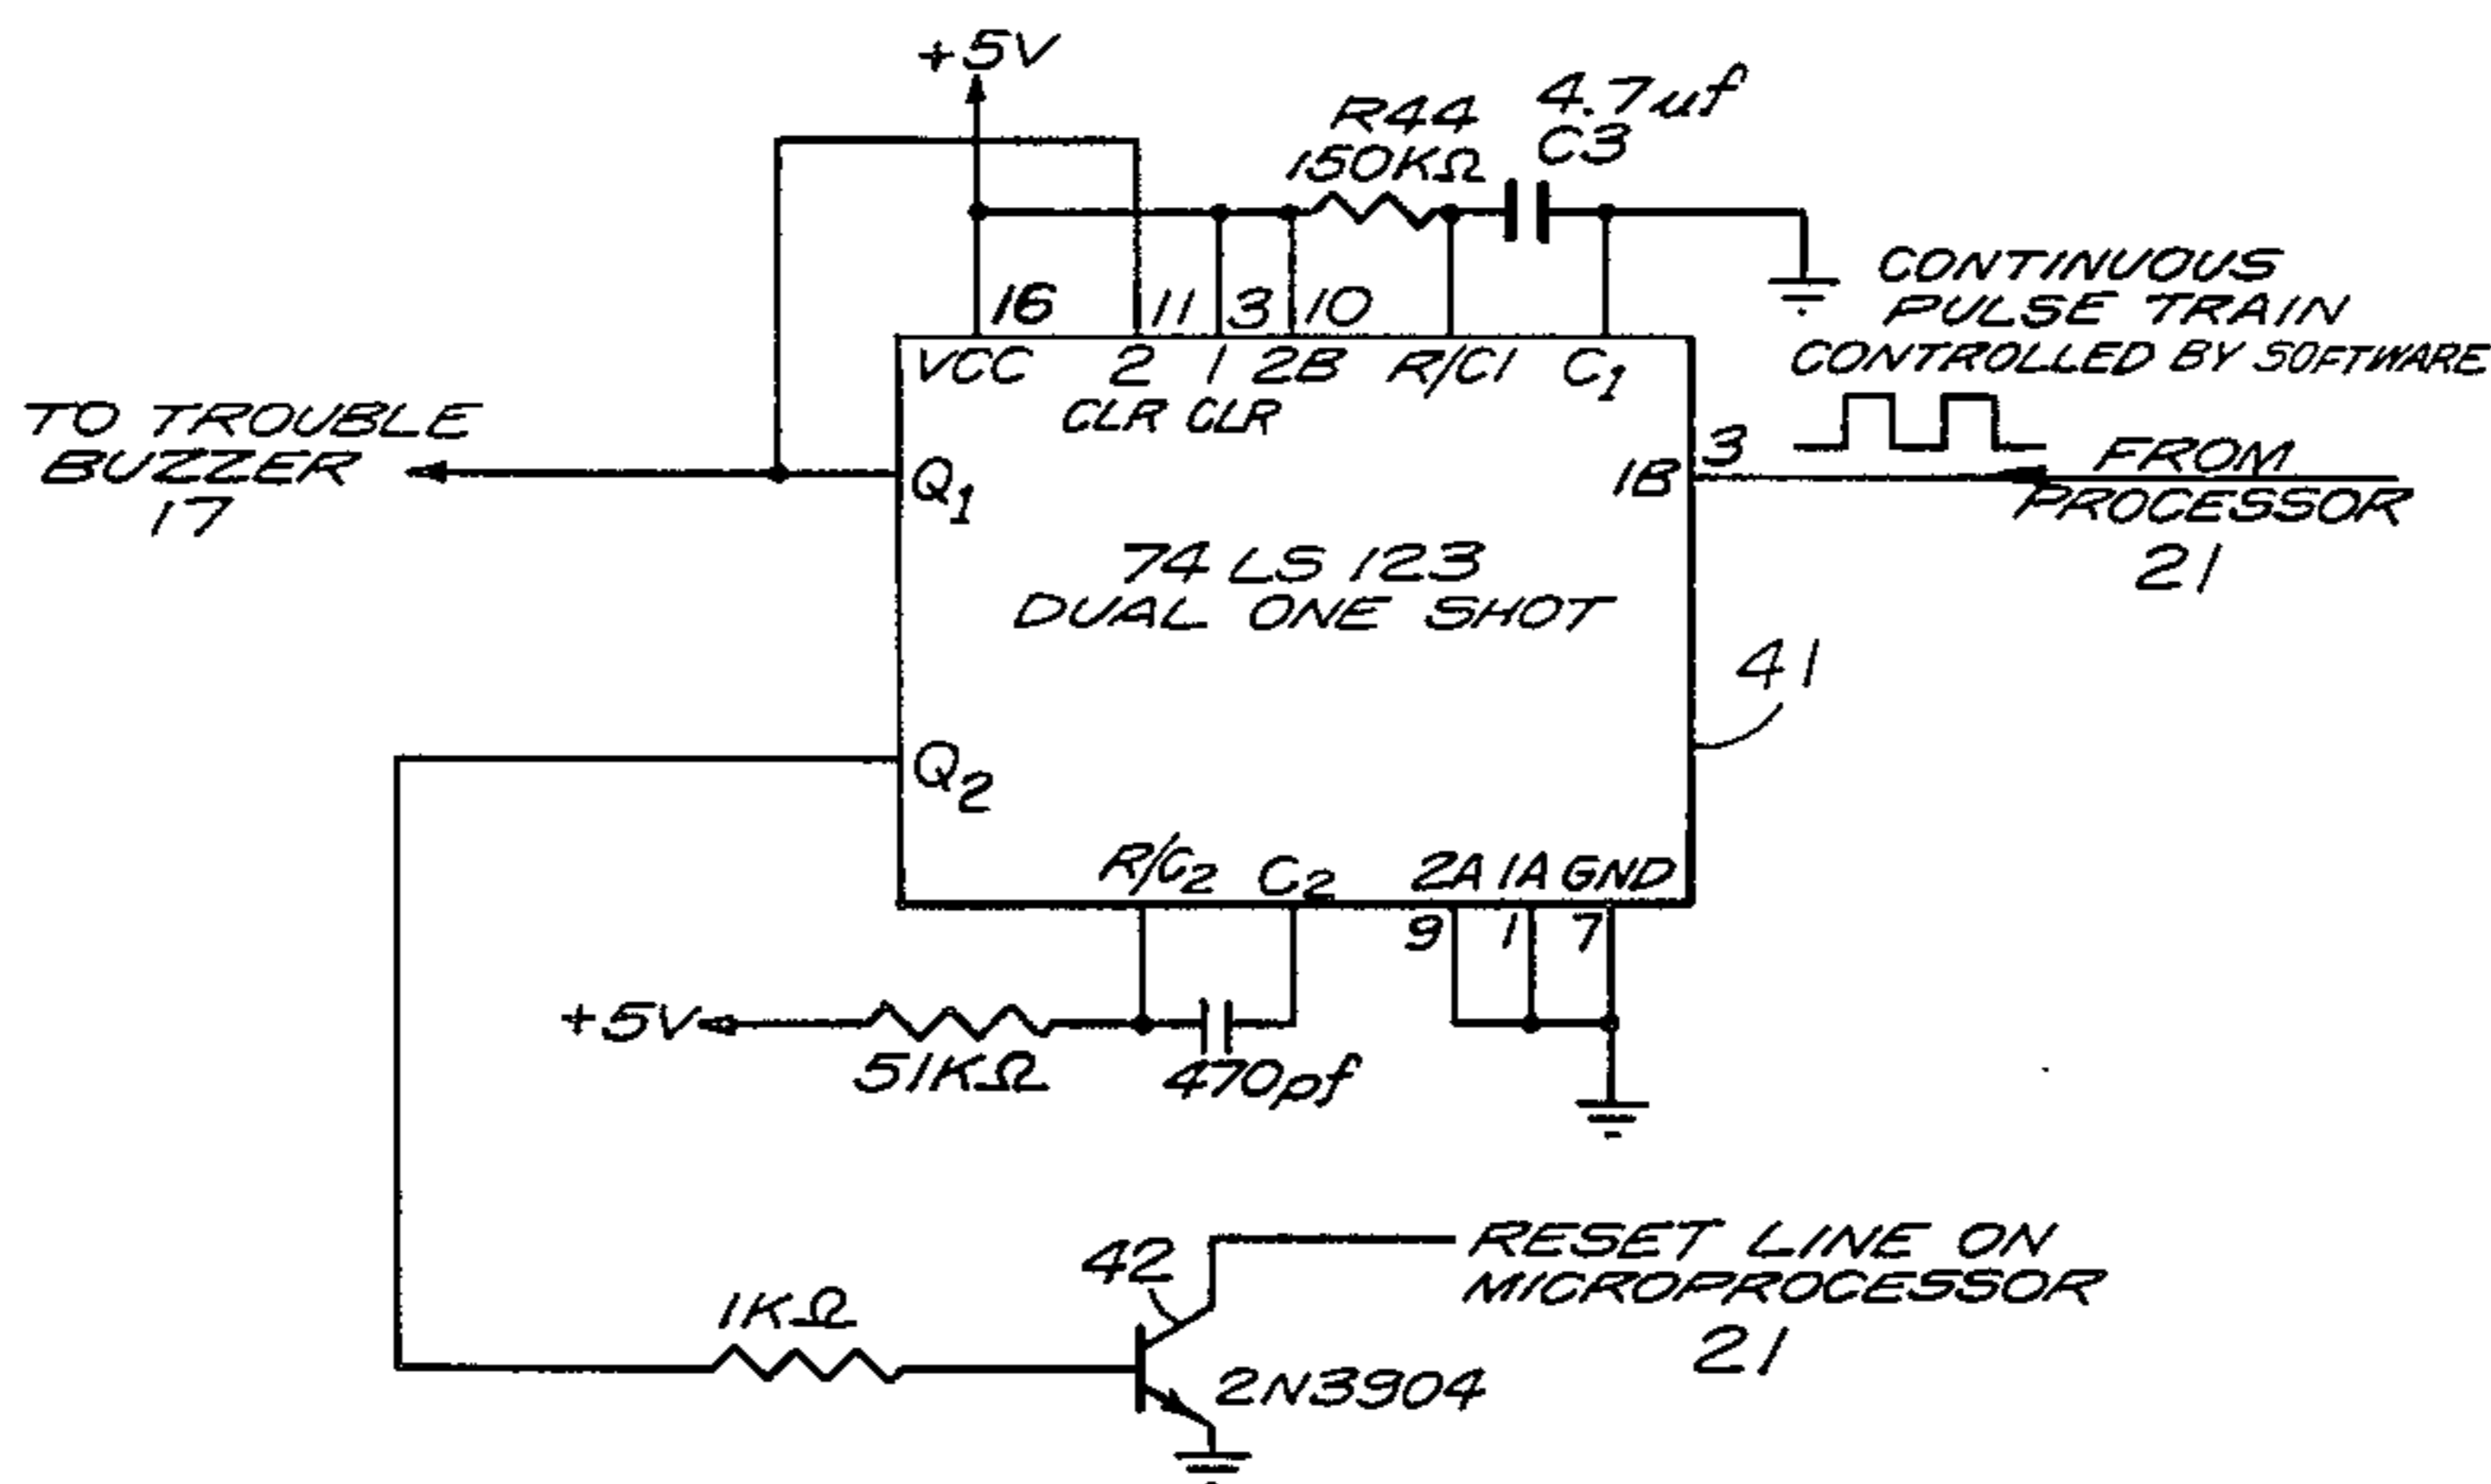 +5V
R44
150KΩ
4.7uf
C3
16
11
3
10
CONTINUOUS
PULSE TRAIN
CONTROLLED BY SOFTWARE
VCC
2
CLR
1
CLR
2B
R/C1
C1
TO TROUBLE
BUZZER
17
Q1
1B
3
FROM
PROCESSOR
21
74 LS 123
DUAL ONE SHOT
41
Q2
R/C2
C2
2A 1A GND
9
1
7
+5V
51KΩ
470pf
42
RESET LINE ON
MICROPROCESSOR
21
1KΩ
2N3904